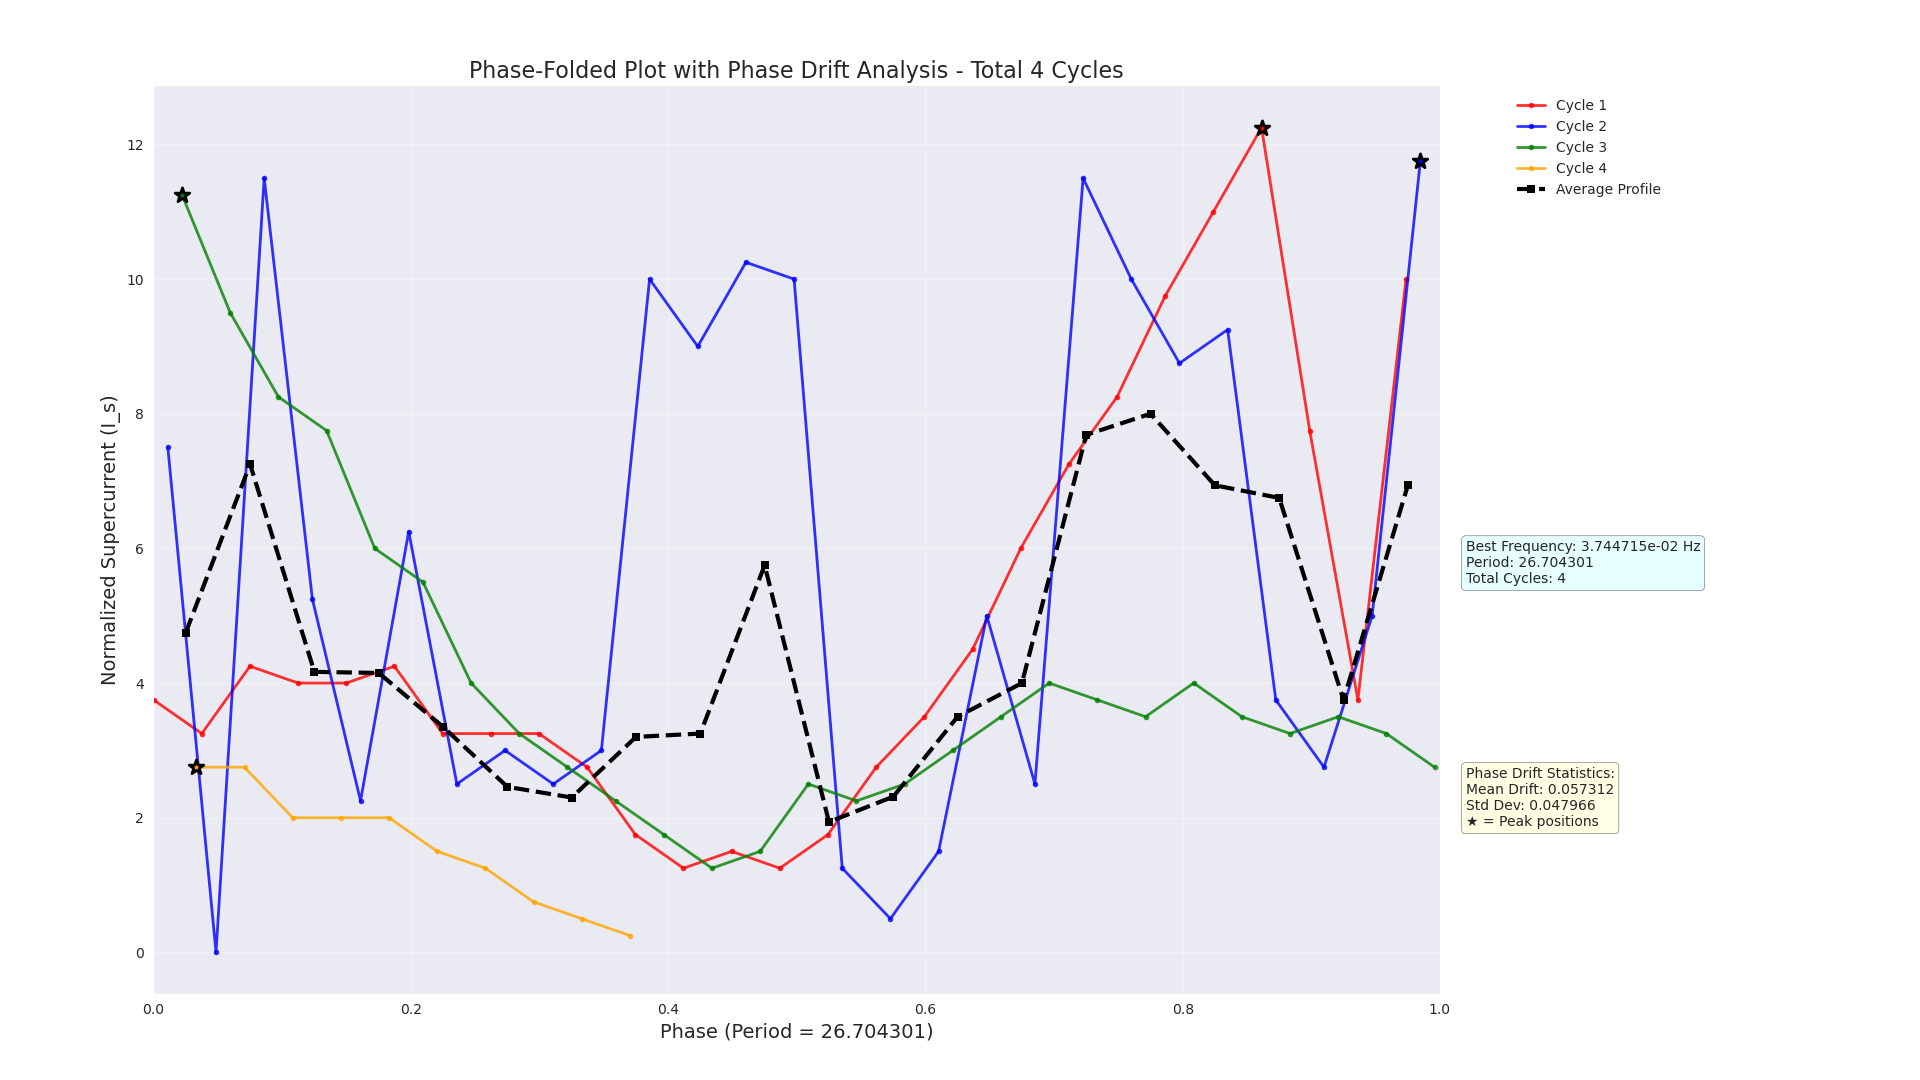 Phase-Folded Plot with Phase Drift Analysis - Total 4 Cycles
Normalized Supercurrent (I_s)
12
10
8
6
4
2
0
0.0
0.2
0.4
0.6
0.8
1.0
Phase (Period = 26.704301)
Cycle 1
Cycle 2
Cycle 3
Cycle 4
Average Profile
Best Frequency: 3.744715e-02 Hz
Period: 26.704301
Total Cycles: 4
Phase Drift Statistics:
Mean Drift: 0.057312
Std Dev: 0.047966
★ = Peak positions